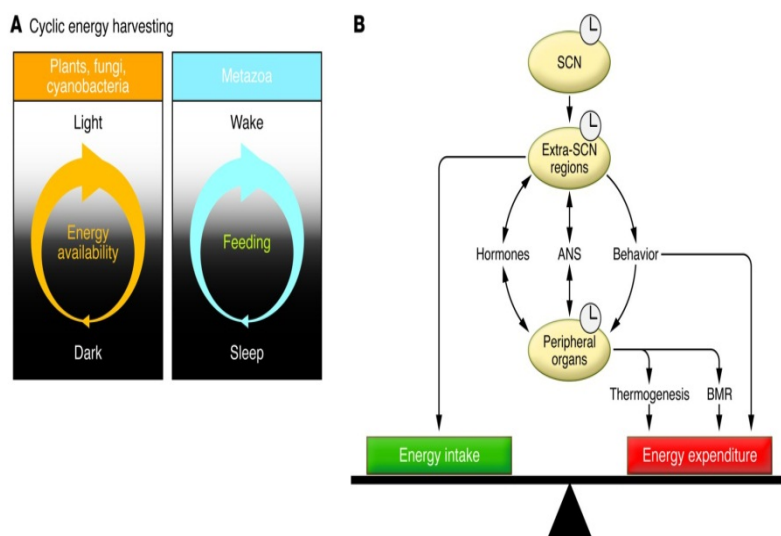 A Cyclic energy harvesting
Plants, fungi,
cyanobacteria
Light
Energy
availability
Dark
Metazoa
Wake
Feeding
Sleep
B
SCN
Extra-SCN
regions
Hormones
ANS
Behavior
Peripheral
organs
Thermogenesis
BMR
Energy intake
Energy expenditure